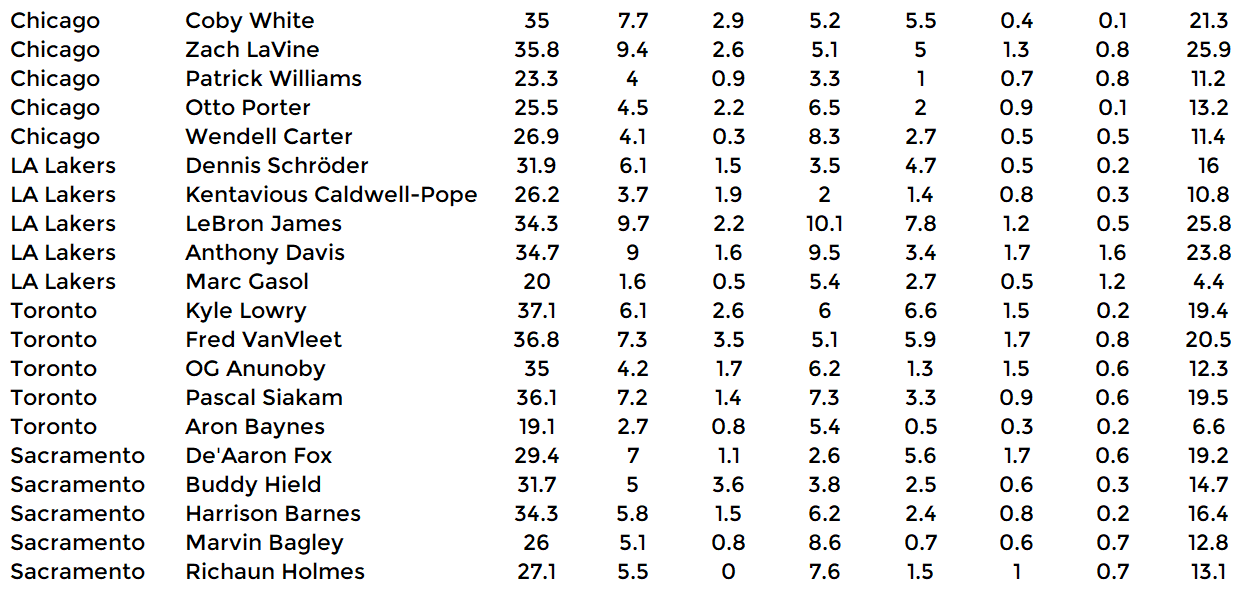 Chicago Coby White 35 7.7 2.9 5.2 5.5 0.4 0.1 21.3
Chicago Zach LaVine 35.8 9.4 2.6 5.1 5 1.3 0.8 25.9
Chicago Patrick Williams 23.3 4 0.9 3.3 1 0.7 0.8 11.2
Chicago Otto Porter 25.5 4.5 2.2 6.5 2 0.9 0.1 13.2
Chicago Wendell Carter 26.9 4.1 0.3 8.3 2.7 0.5 0.5 11.4
LA Lakers Dennis Schröder 31.9 6.1 1.5 3.5 4.7 0.5 0.2 16
LA Lakers Kentavious Caldwell-Pope 26.2 3.7 1.9 2 1.4 0.8 0.3 10.8
LA Lakers LeBron James 34.3 9.7 2.2 10.1 7.8 1.2 0.5 25.8
LA Lakers Anthony Davis 34.7 9 1.6 9.5 3.4 1.7 1.6 23.8
LA Lakers Marc Gasol 20 1.6 0.5 5.4 2.7 0.5 1.2 4.4
Toronto Kyle Lowry 37.1 6.1 2.6 6 6.6 1.5 0.2 19.4
Toronto Fred VanVleet 36.8 7.3 3.5 5.1 5.9 1.7 0.8 20.5
Toronto OG Anunoby 35 4.2 1.7 6.2 1.3 1.5 0.6 12.3
Toronto Pascal Siakam 36.1 7.2 1.4 7.3 3.3 0.9 0.6 19.5
Toronto Aron Baynes 19.1 2.7 0.8 5.4 0.5 0.3 0.2 6.6
Sacramento De'Aaron Fox 29.4 7 1.1 2.6 5.6 1.7 0.6 19.2
Sacramento Buddy Hield 31.7 5 3.6 3.8 2.5 0.6 0.3 14.7
Sacramento Harrison Barnes 34.3 5.8 1.5 6.2 2.4 0.8 0.2 16.4
Sacramento Marvin Bagley 26 5.1 0.8 8.6 0.7 0.6 0.7 12.8
Sacramento Richaun Holmes 27.1 5.5 0 7.6 1.5 1 0.7 13.1